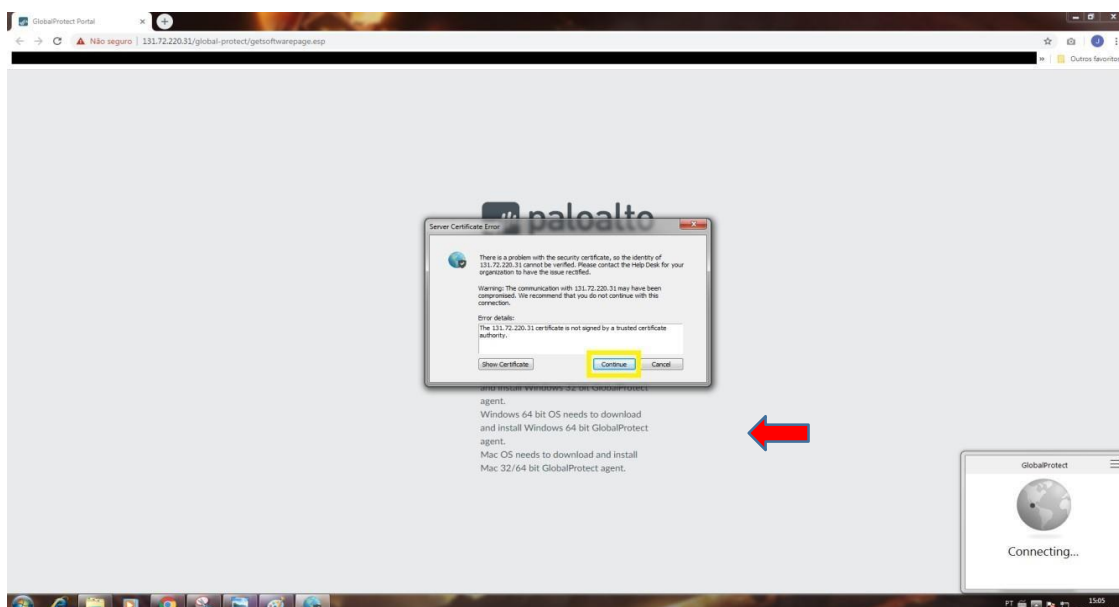 GlobalProtect Portal
Não seguro | 131.72.220.31/global-protect/getsoftwarepage.esp
J
» Outros favoritos
paloalto
Server Certificate Error
There is a problem with the security certificate, so the identity of
131.72.220.31 cannot be verified. Please contact the Help Desk for your
organization to have the issue rectified.
Warning: The communication with 131.72.220.31 may have been
compromised. We recommend that you do not continue with this
connection.
Error details:
The 131.72.220.31 certificate is not signed by a trusted certificate
authority.
Show Certificate Continue Cancel
and install Windows 32 bit GlobalProtect
agent.
Windows 64 bit OS needs to download
and install Windows 64 bit GlobalProtect
agent.
Mac OS needs to download and install
Mac 32/64 bit GlobalProtect agent.
GlobalProtect
Connecting...
PT 15:05